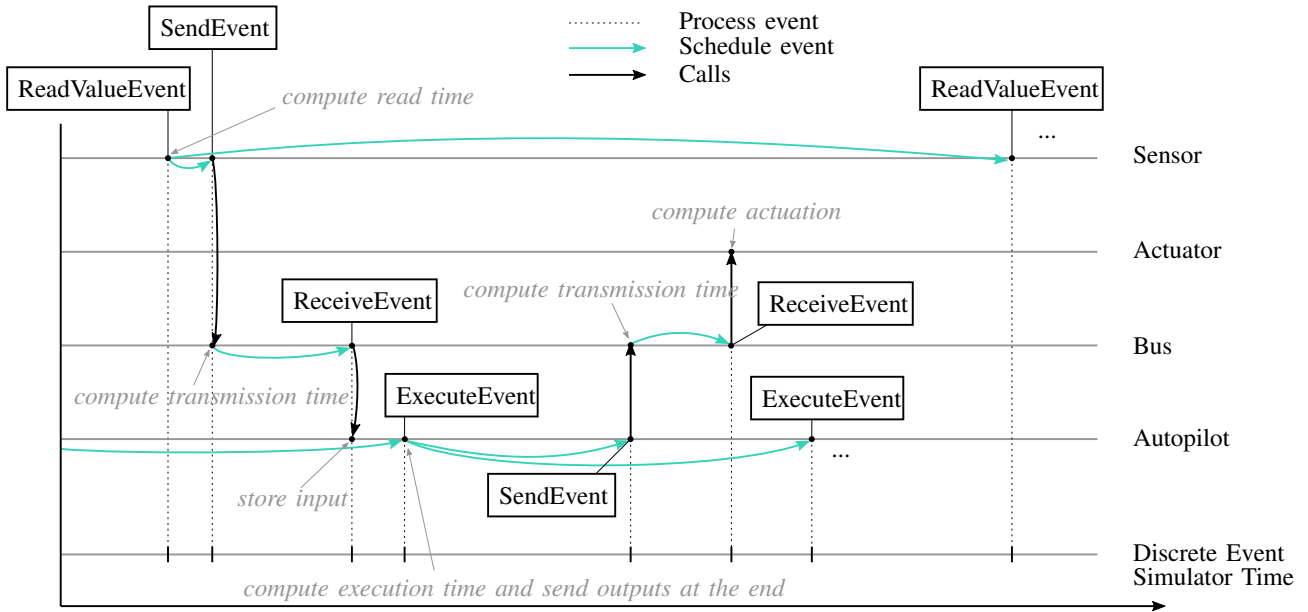 Process event
SendEvent
Schedule event
Calls
ReadValueEvent
compute read time
ReadValueEvent
...
Sensor
compute actuation
Actuator
compute transmission time
ReceiveEvent
ReceiveEvent
Bus
compute transmission time
ExecuteEvent
ExecuteEvent
Autopilot
...
store input
SendEvent
Discrete Event
Simulator Time
compute execution time and send outputs at the end